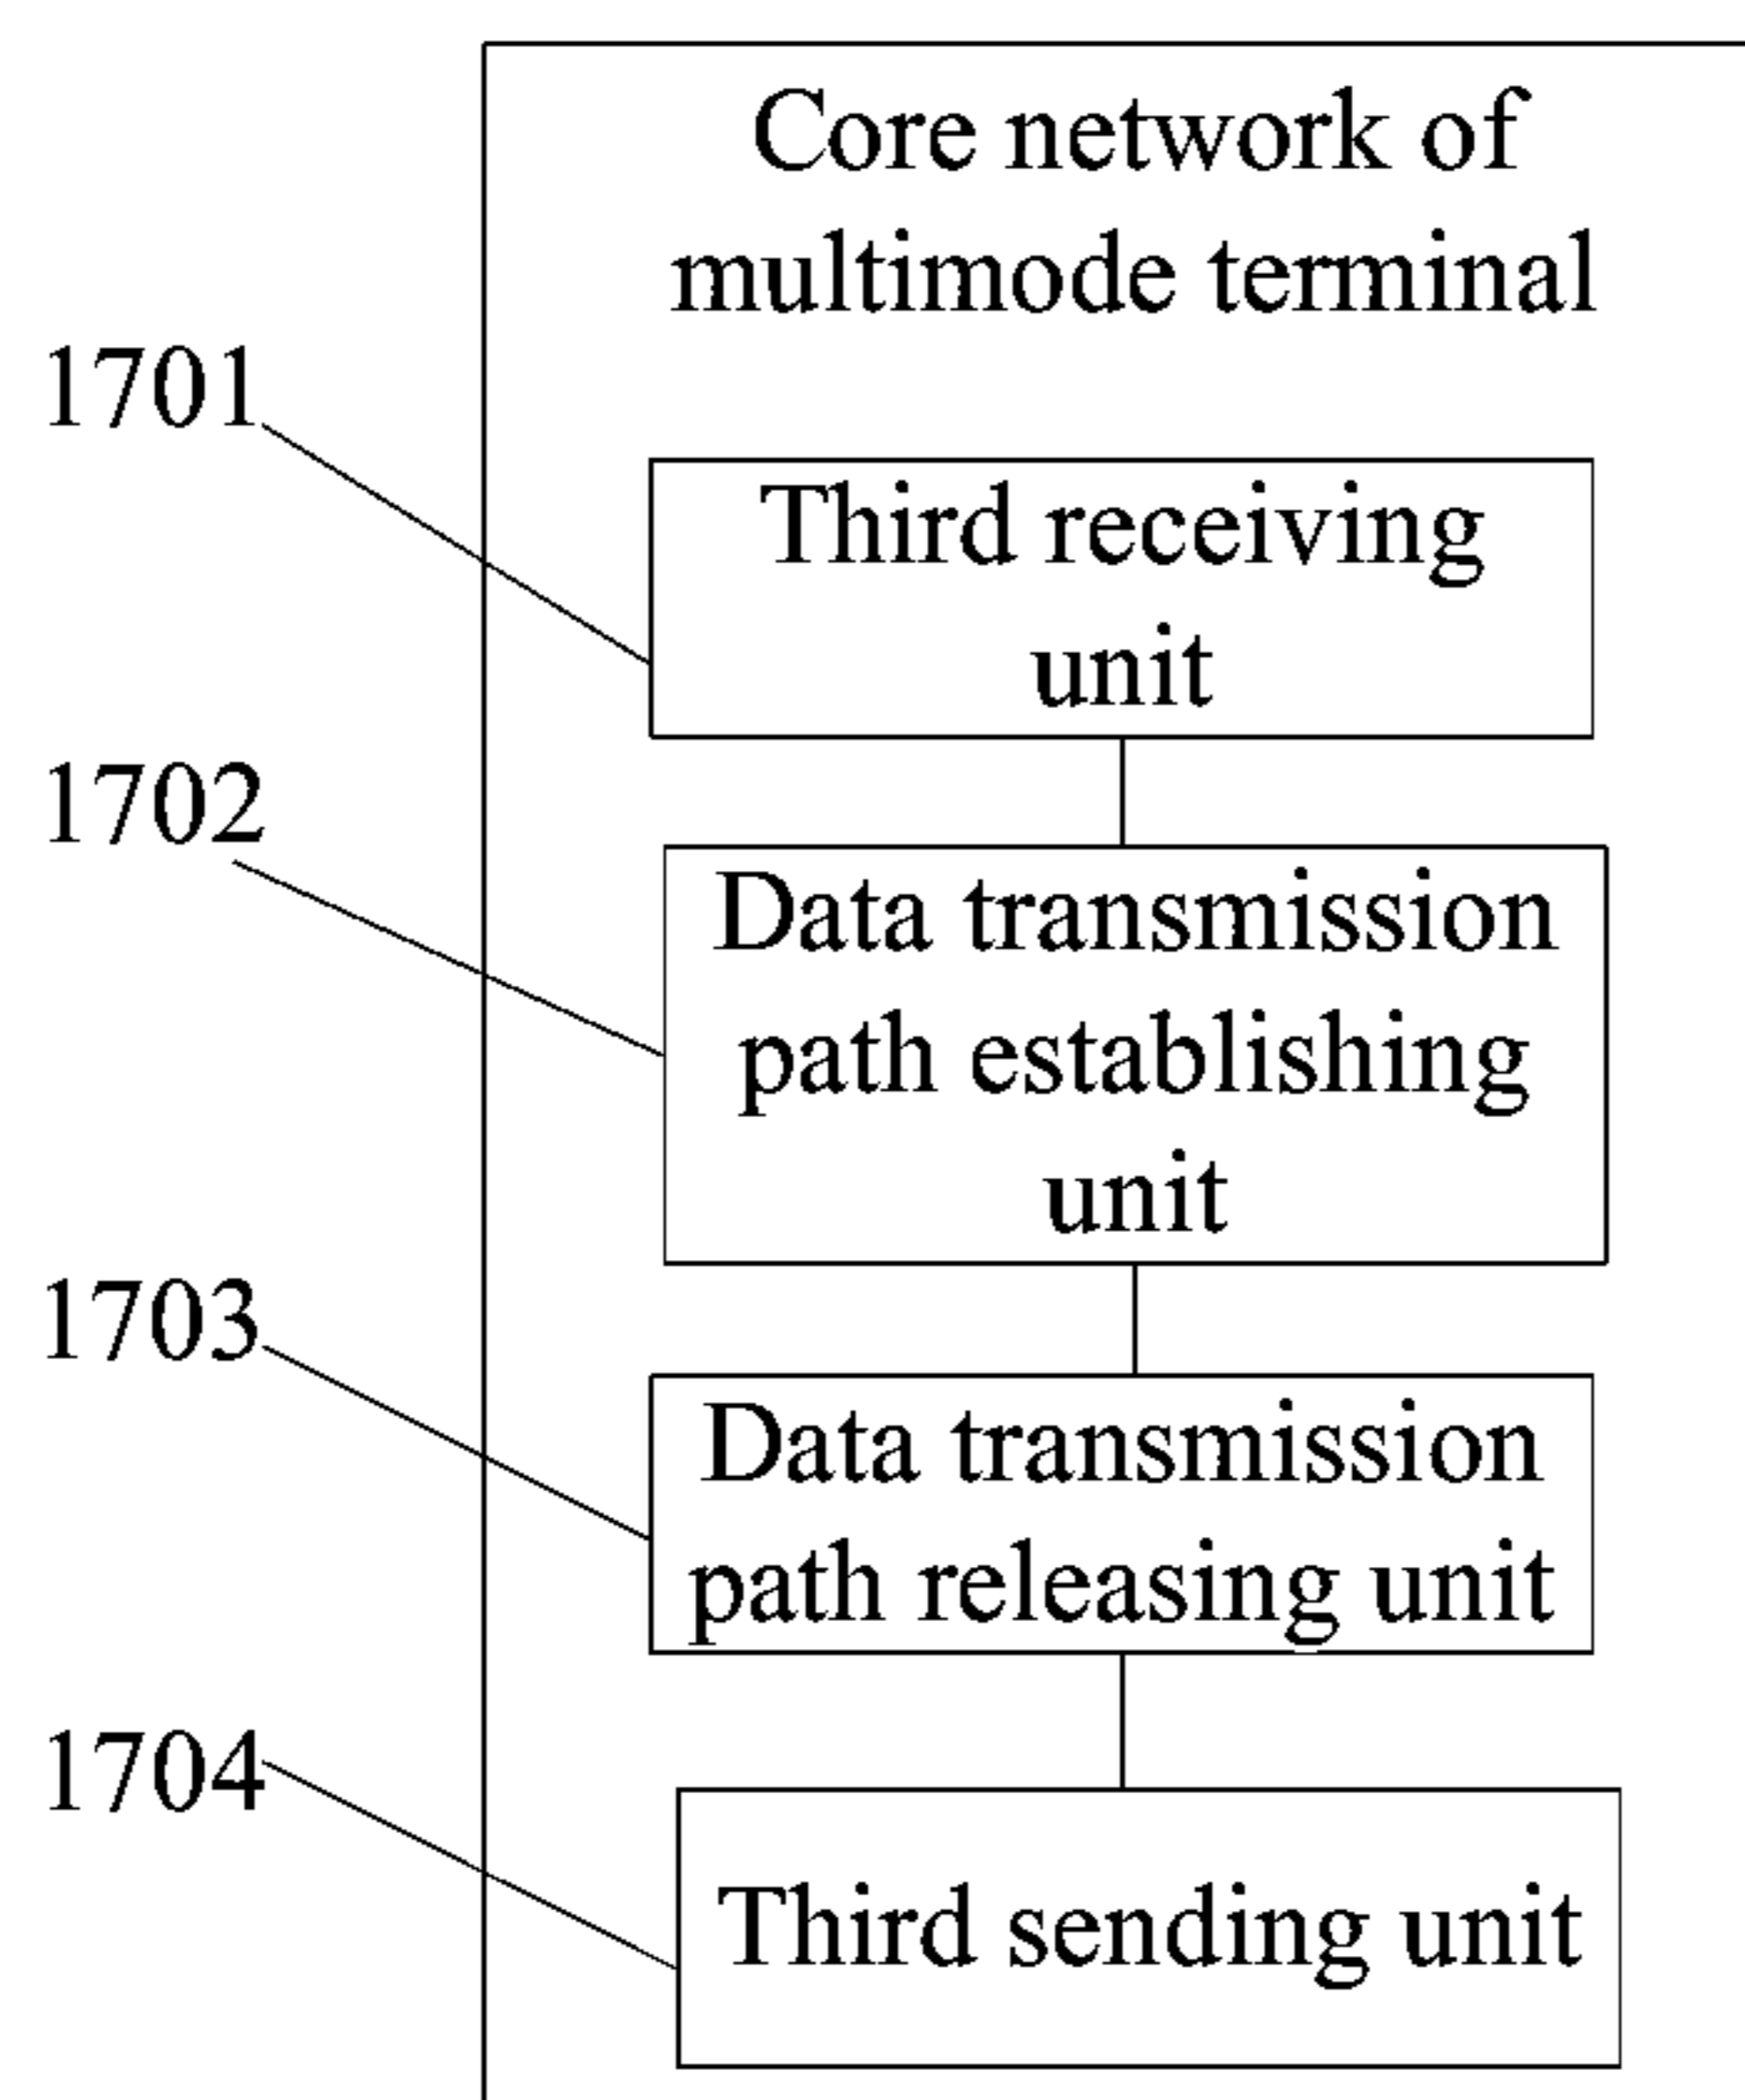 Core network of
multimode terminal
1701
Third receiving
unit
1702
Data transmission
path establishing
unit
1703
Data transmission
path releasing unit
1704
Third sending unit